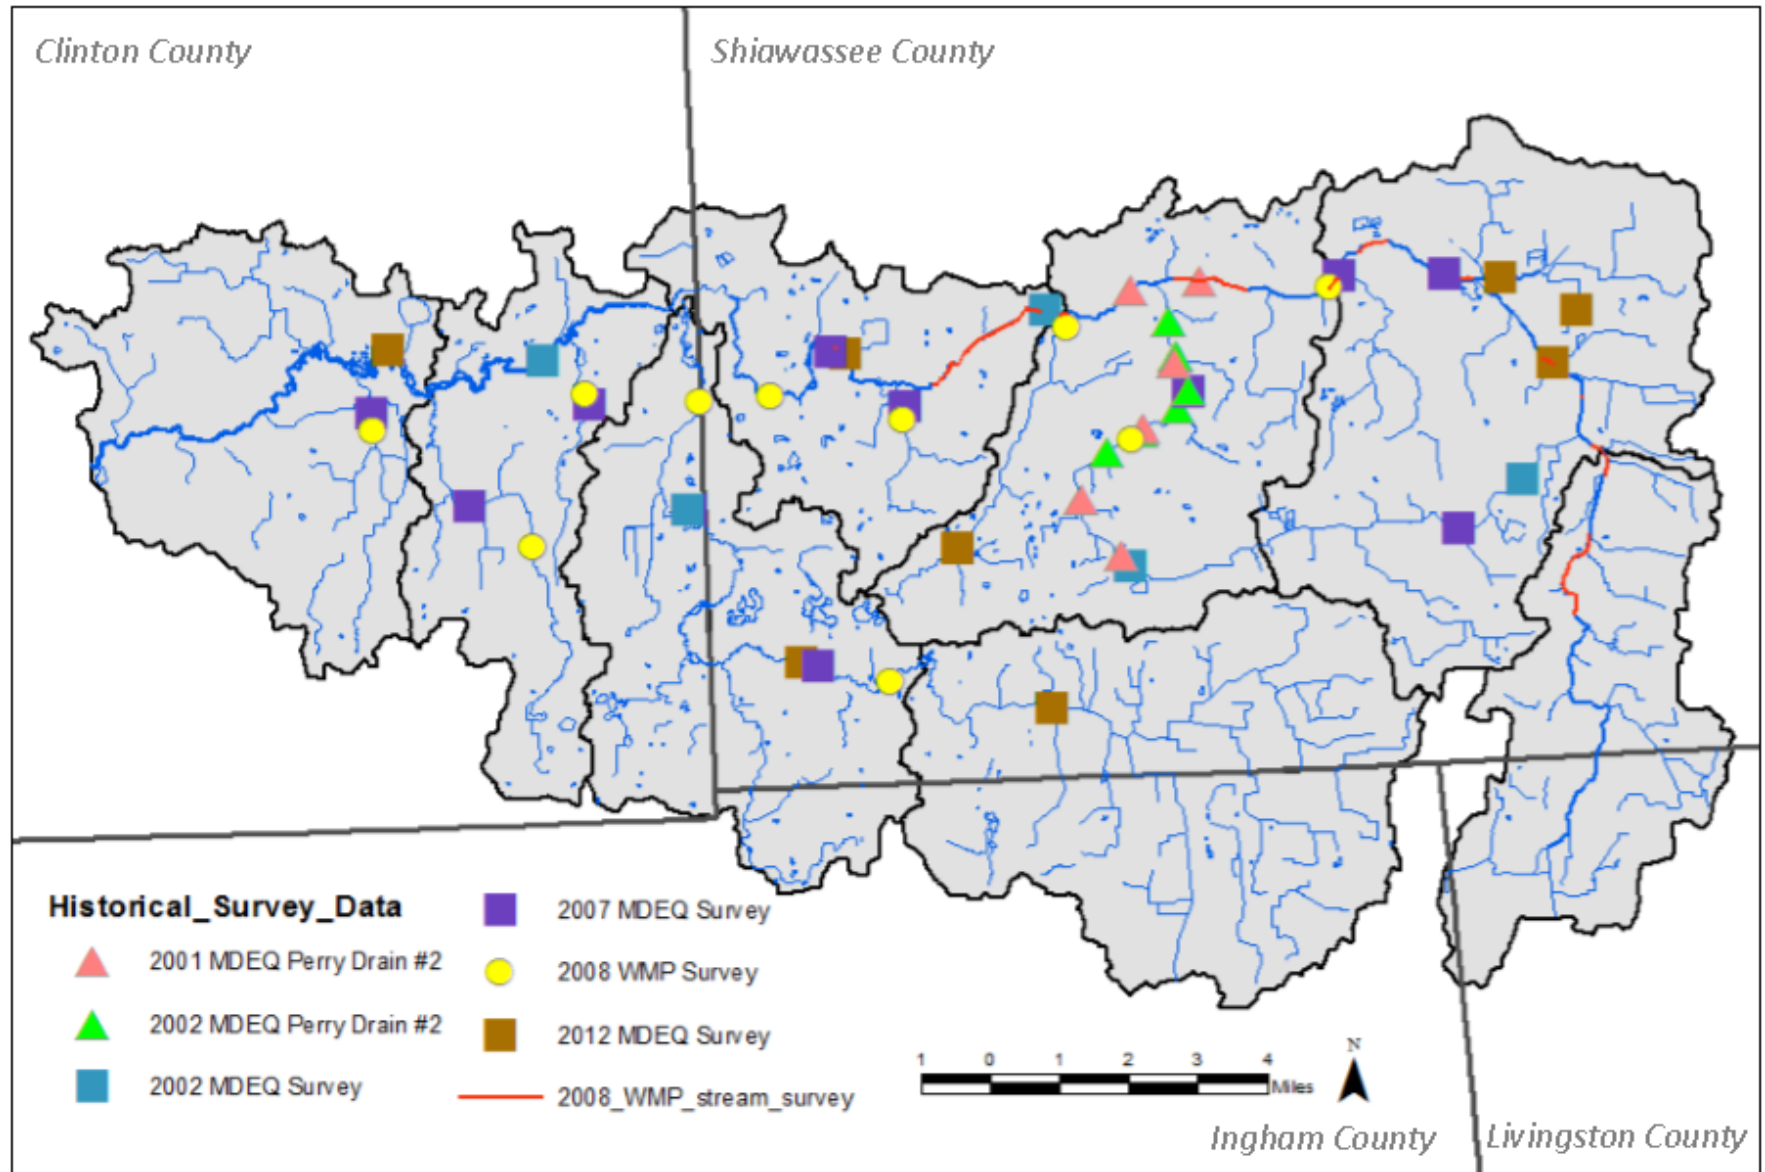 Clinton County
Shiawassee County
Historical_Survey_Data
2001 MDEQ Perry Drain #2
2002 MDEQ Perry Drain #2
2002 MDEQ Survey
2007 MDEQ Survey
2008 WMP Survey
2012 MDEQ Survey
2008_WMP_stream_survey
1 0 1 2 3 4
Miles
N
Ingham County
Livingston County